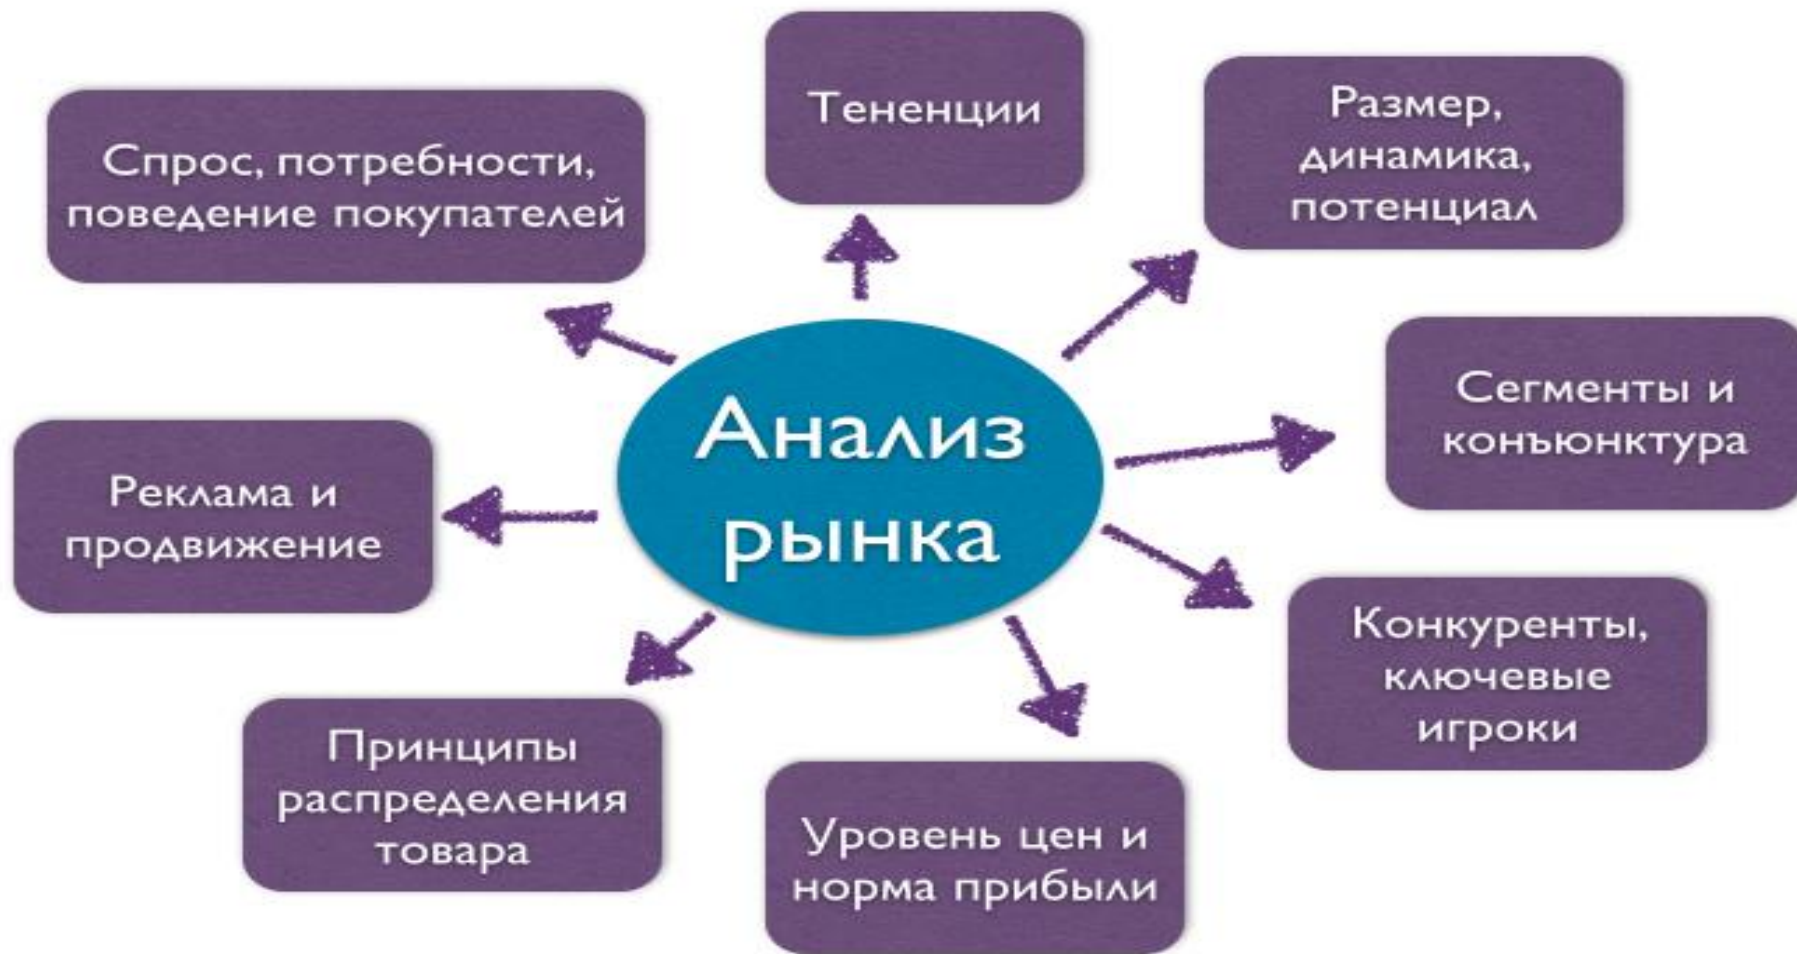 Тененции
Размер,
динамика,
потенциал
Спрос, потребности,
поведение покупателей
Анализ
рынка
Сегменты и
конъюнктура
Реклама и
продвижение
Конкуренты,
ключевые
игроки
Принципы
распределения
товара
Уровень цен и
норма прибыли